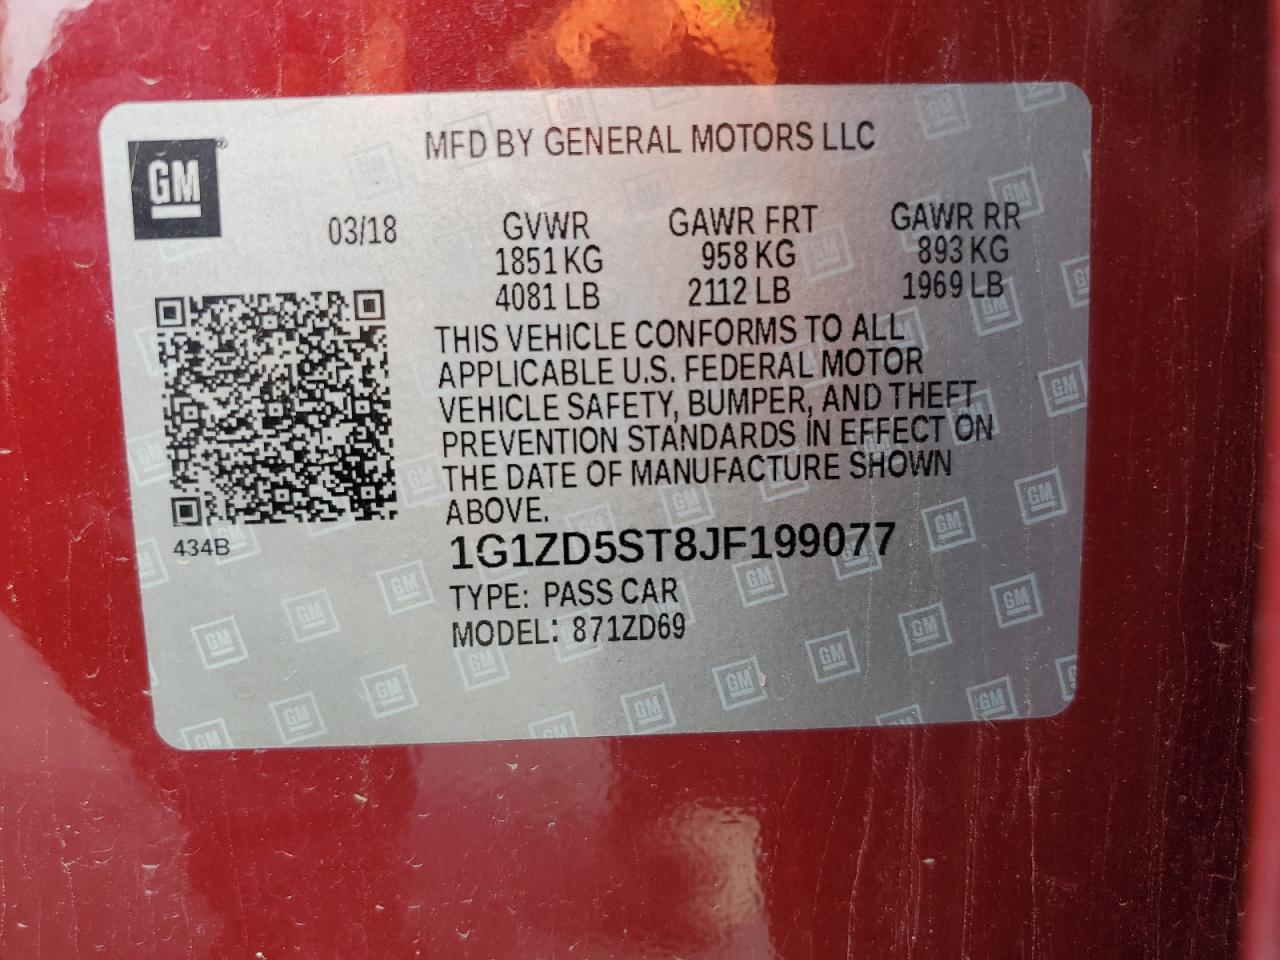 MFD BY GENERAL MOTORS LLC
GM
03/18
GVWR GAWR FRT GAWR RR
1851 KG 958 KG 893 KG
4081 LB 2112 LB 1969 LB
THIS VEHICLE CONFORMS TO ALL
APPLICABLE U.S. FEDERAL MOTOR
VEHICLE SAFETY, BUMPER, AND THEFT
PREVENTION STANDARDS IN EFFECT ON
THE DATE OF MANUFACTURE SHOWN
ABOVE.
434B
1G1ZD5ST8JF199077
TYPE: PASS CAR
MODEL: 871ZD69